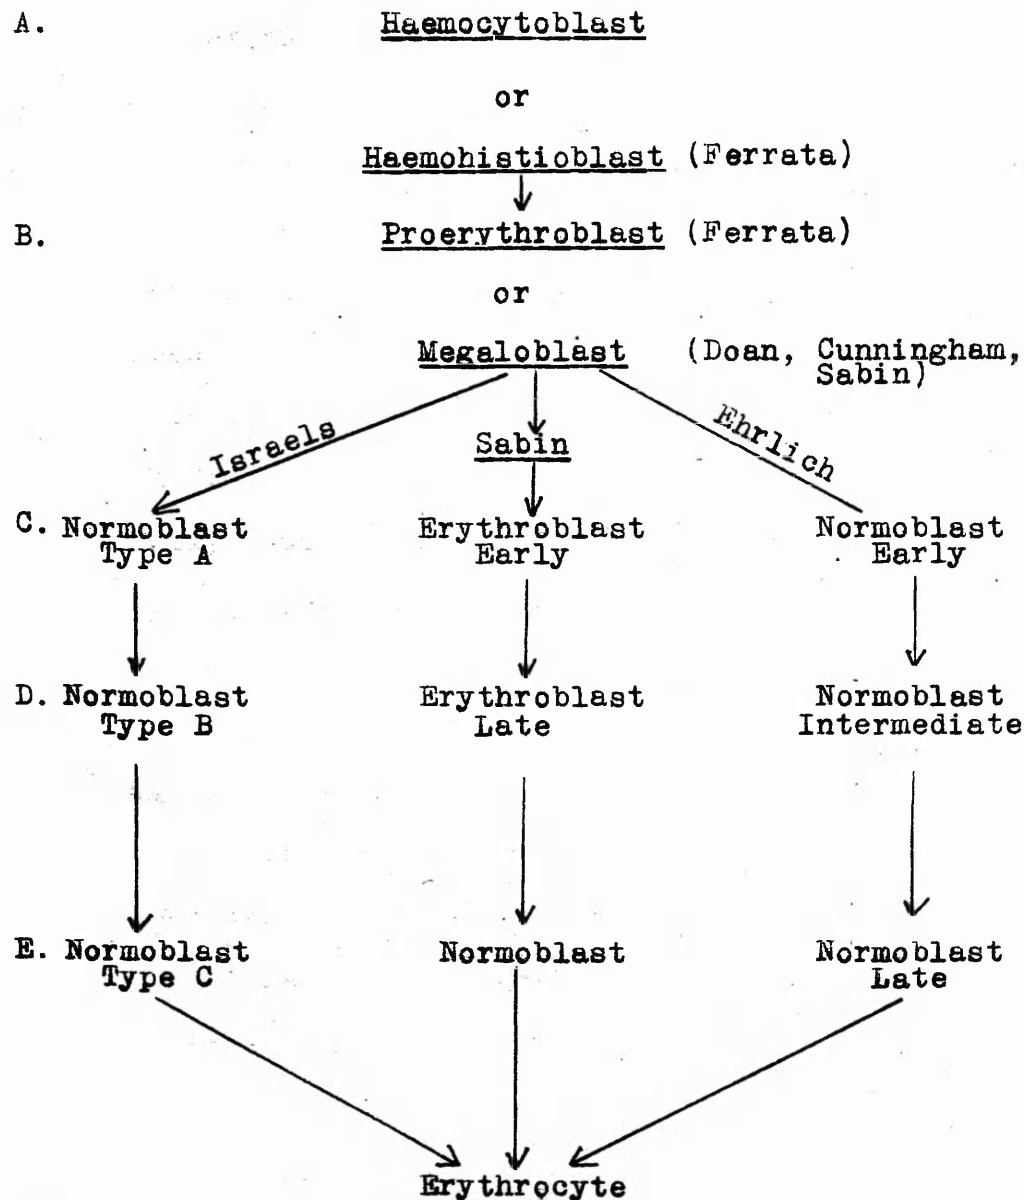 A. Haemocytoblast
or
Haemohistioblast (Ferrata)
B. Proerythroblast (Ferrata)
or
Megaloblast (Doan, Cunningham,
Sabin)
Israels
Sabin
Ehrlich
C. Normoblast Erythroblast Normoblast
Type A Early Early
D. Normoblast Erythroblast Normoblast
Type B Late Intermediate
E. Normoblast Normoblast Normoblast
Type C Late
Erythrocyte